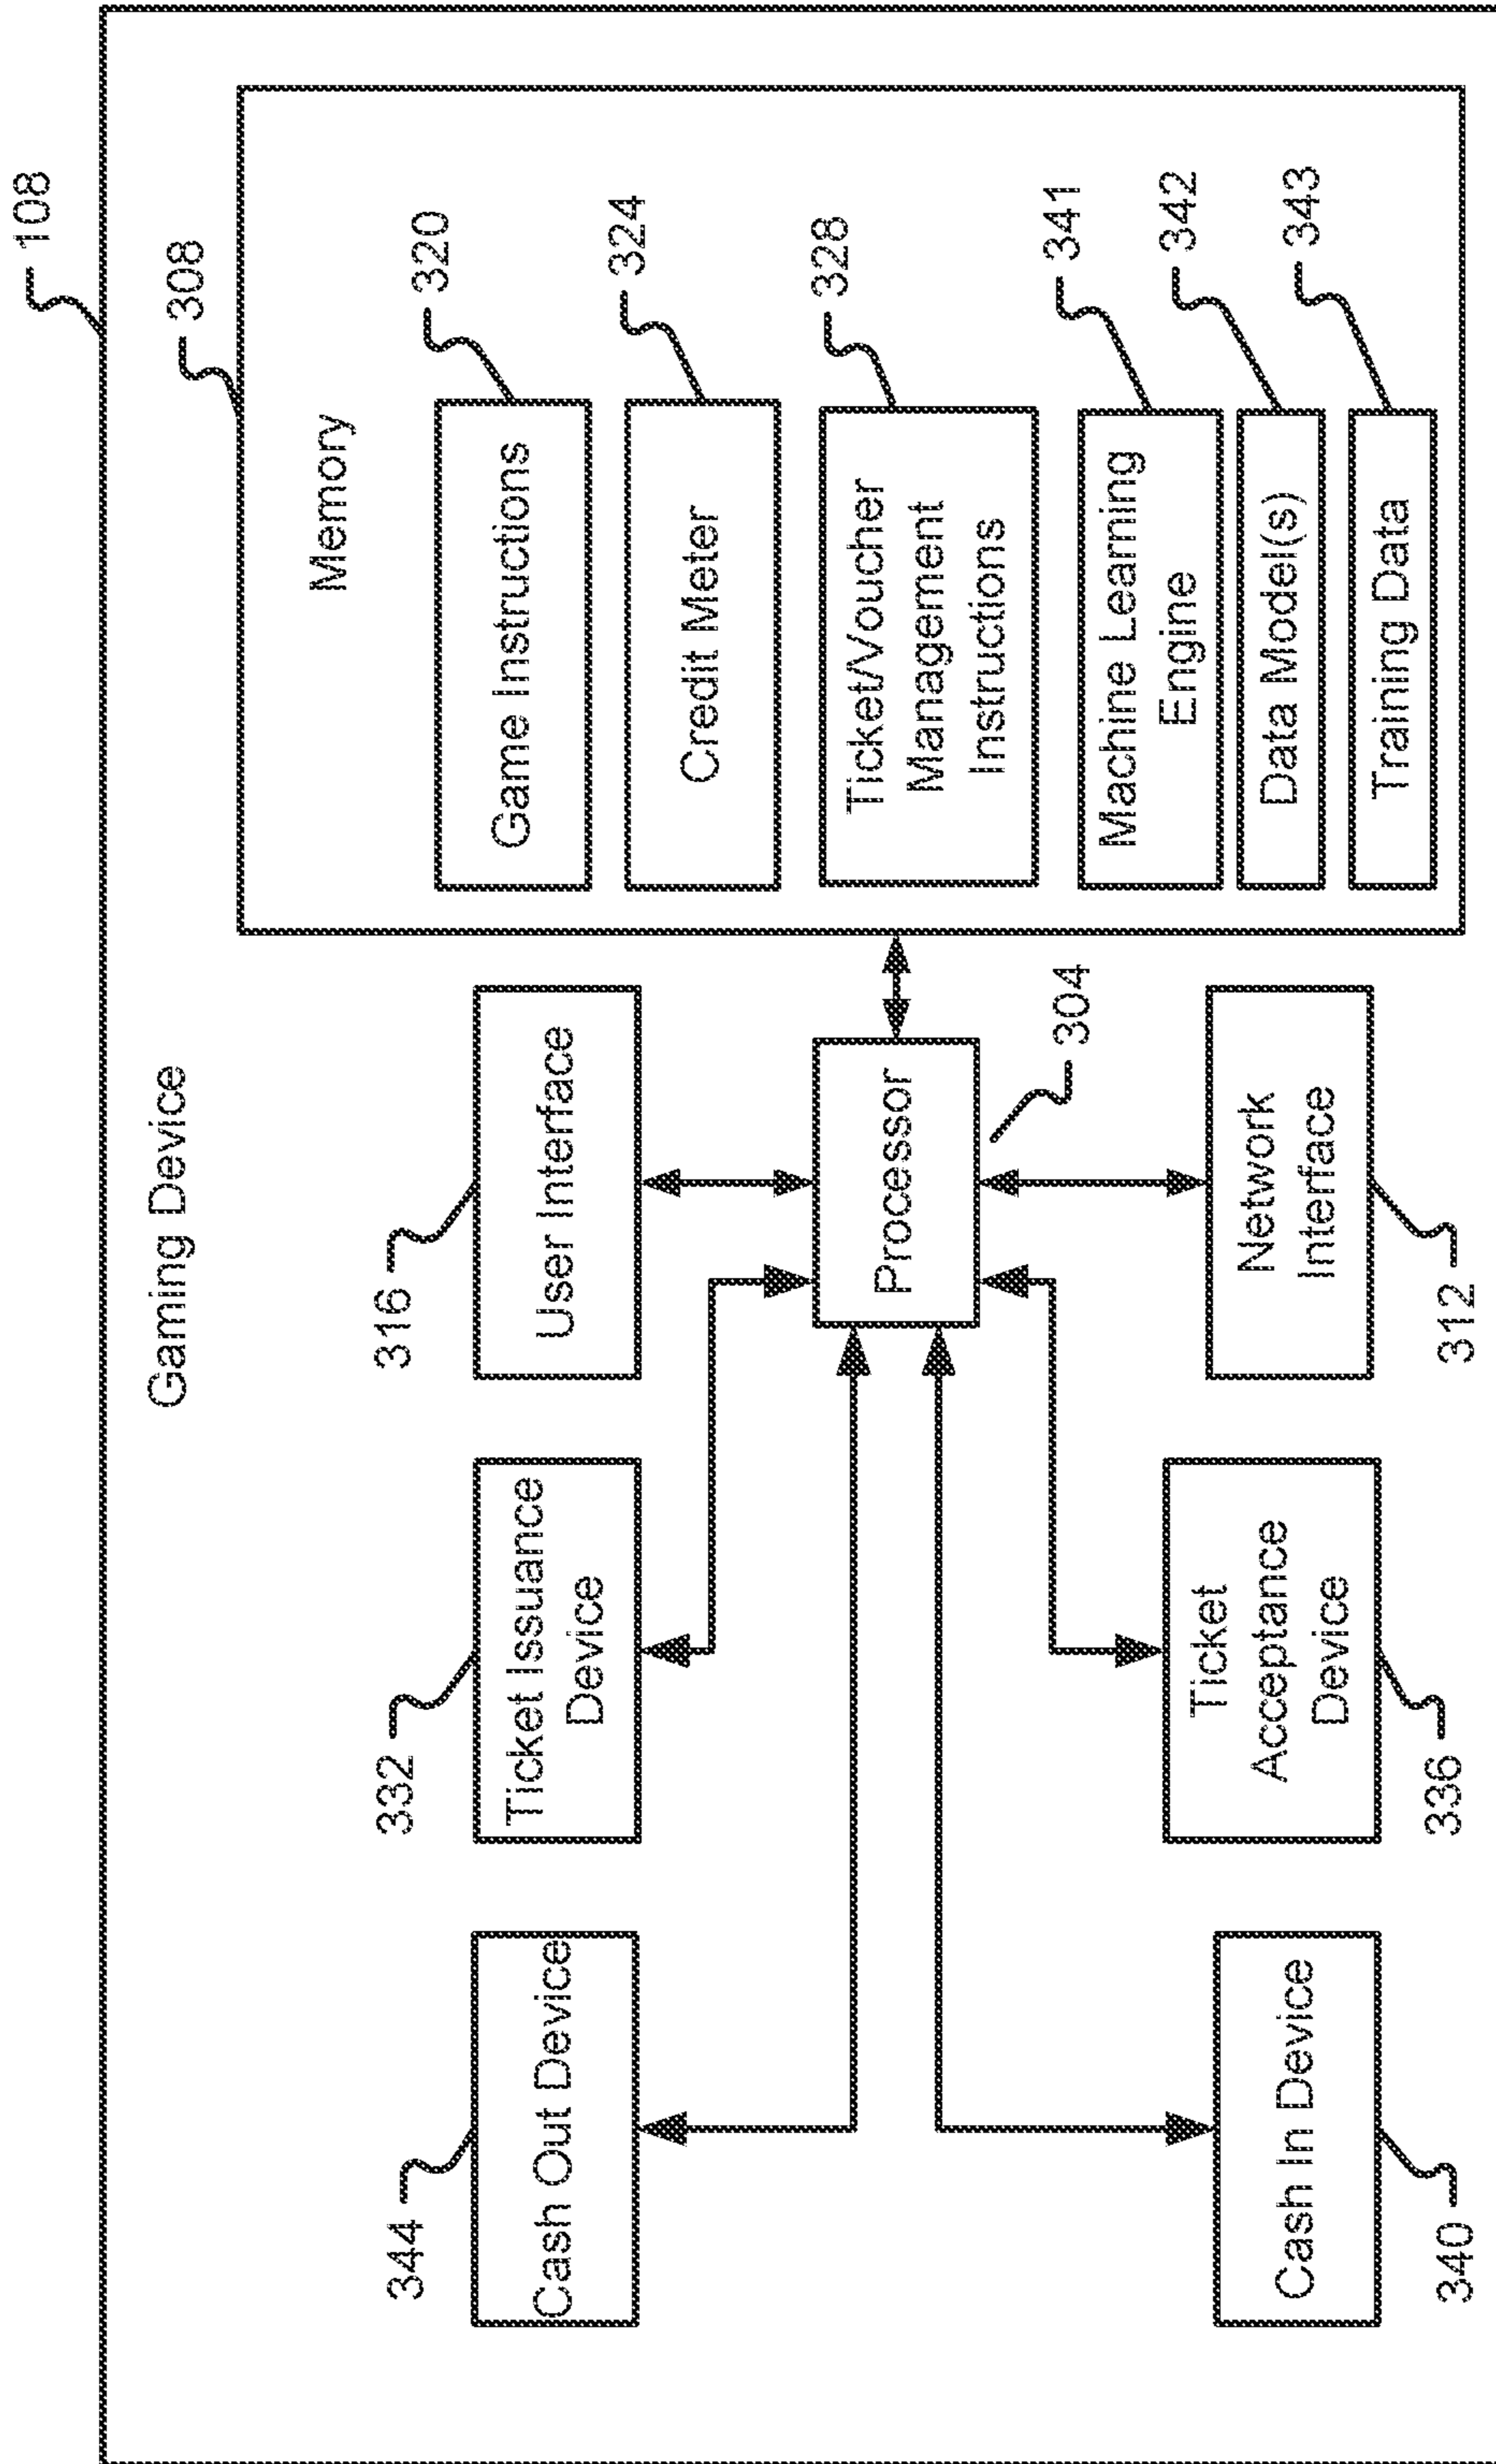 108
Gaming Device
308
Memory
344
Cash Out Device
332
Ticket Issuance
Device
316
User Interface
Game Instructions
320
Credit Meter
324
Processor
304
Ticket/Voucher
Management
Instructions
328
Machine Learning
Engine
341
Data Model(s)
342
Training Data
343
Cash In Device
340
Ticket
Acceptance
Device
336
Network
Interface
312